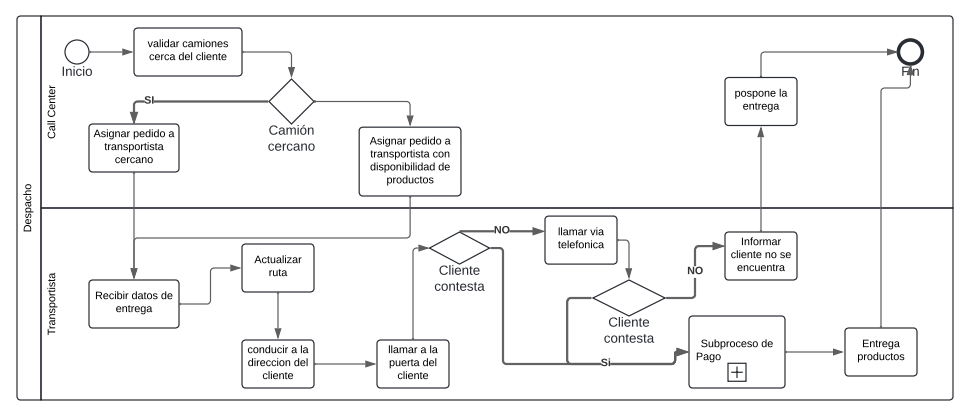 Despacho
Call Center
Inicio
validar camiones
cerca del cliente
Camión
cercano
SI
Asignar pedido a
transportista
cercano
Asignar pedido a
transportista con
disponibilidad de
productos
pospone la
entrega
Fin
Transportista
Recibir datos de
entrega
Actualizar
ruta
conducir a la
direccion del
cliente
llamar a la
puerta del
cliente
Cliente
contesta
NO
llamar via
telefonica
Cliente
contesta
NO
Informar
cliente no se
encuentra
Si
Subproceso de
Pago
Entrega
productos